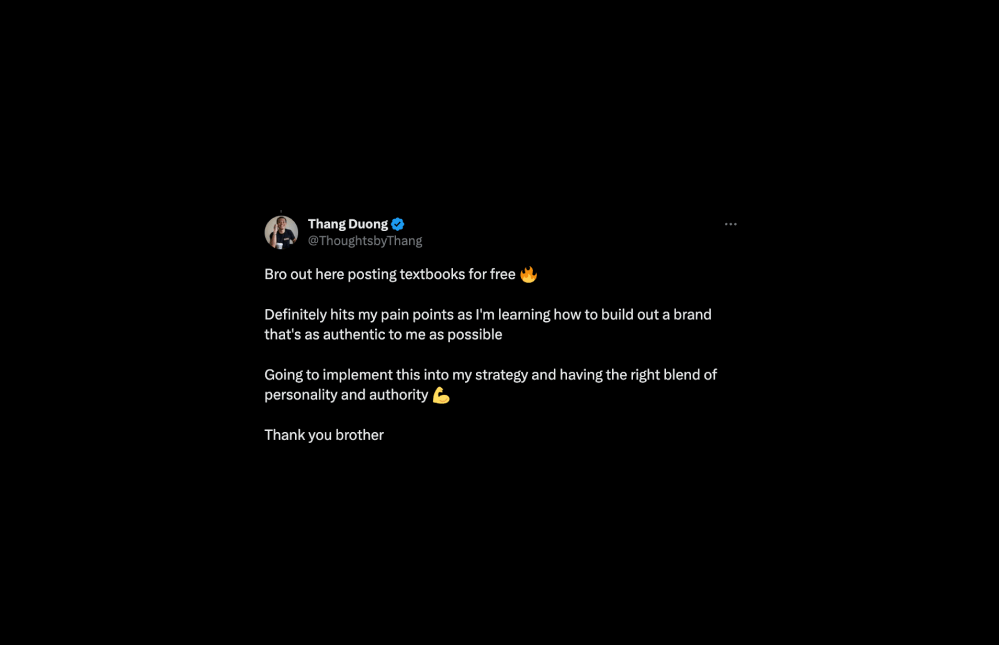 Thang Duong
@ThoughtsbyThang
Bro out here posting textbooks for free 🔥
Definitely hits my pain points as I'm learning how to build out a brand
that's as authentic to me as possible
Going to implement this into my strategy and having the right blend of
personality and authority 💪
Thank you brother